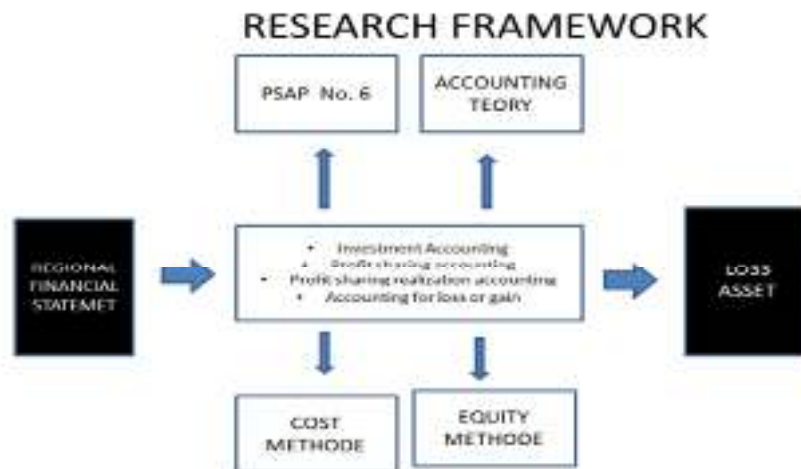 RESEARCH FRAMEWORK
PSAP No. 6
ACCOUNTING
TEORY
REGIONAL
FINANCIAL
STATEMET
• Investment Accounting
• Profit sharing accounting
• Profit sharing realization accounting
• Accounting for loss or gain
LOSS
ASSET
COST
METHODE
EQUITY
METHODE